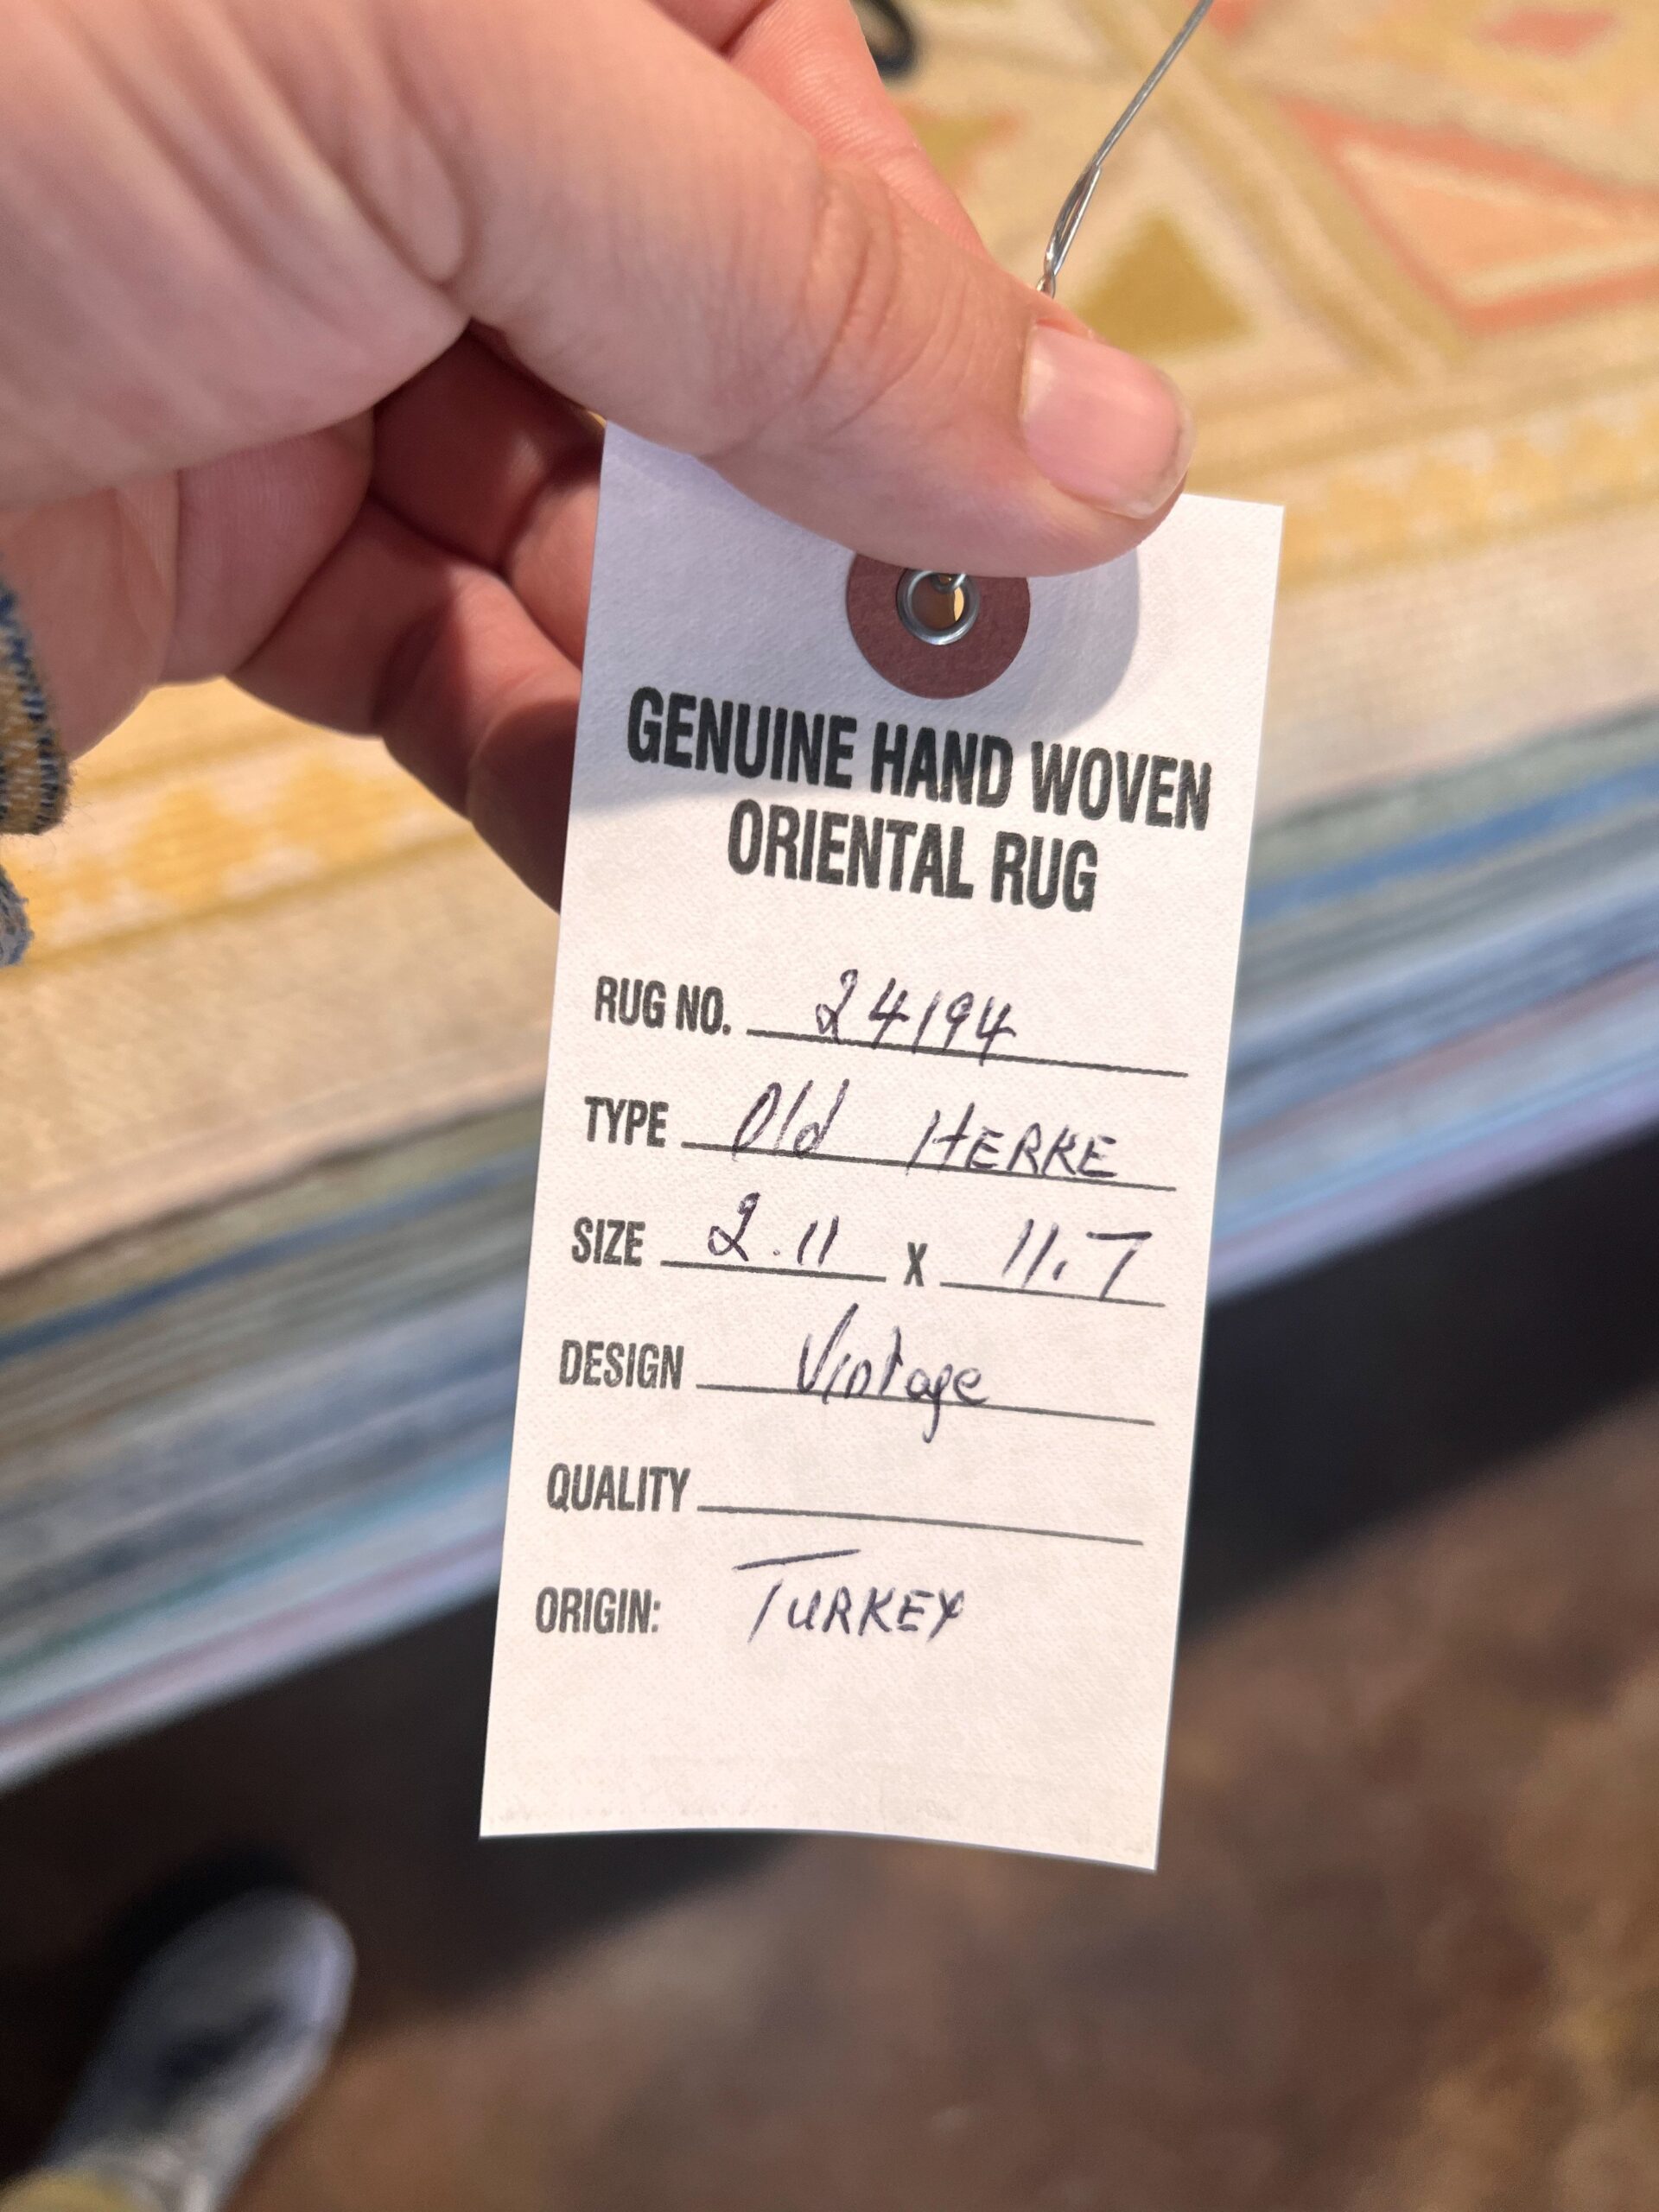 GENUINE HAND WOVEN
ORIENTAL RUG
RUG NO. 24194
TYPE Old HERKE
SIZE 2.11 X 11.7
DESIGN Vintage
QUALITY
ORIGIN: TURKEY